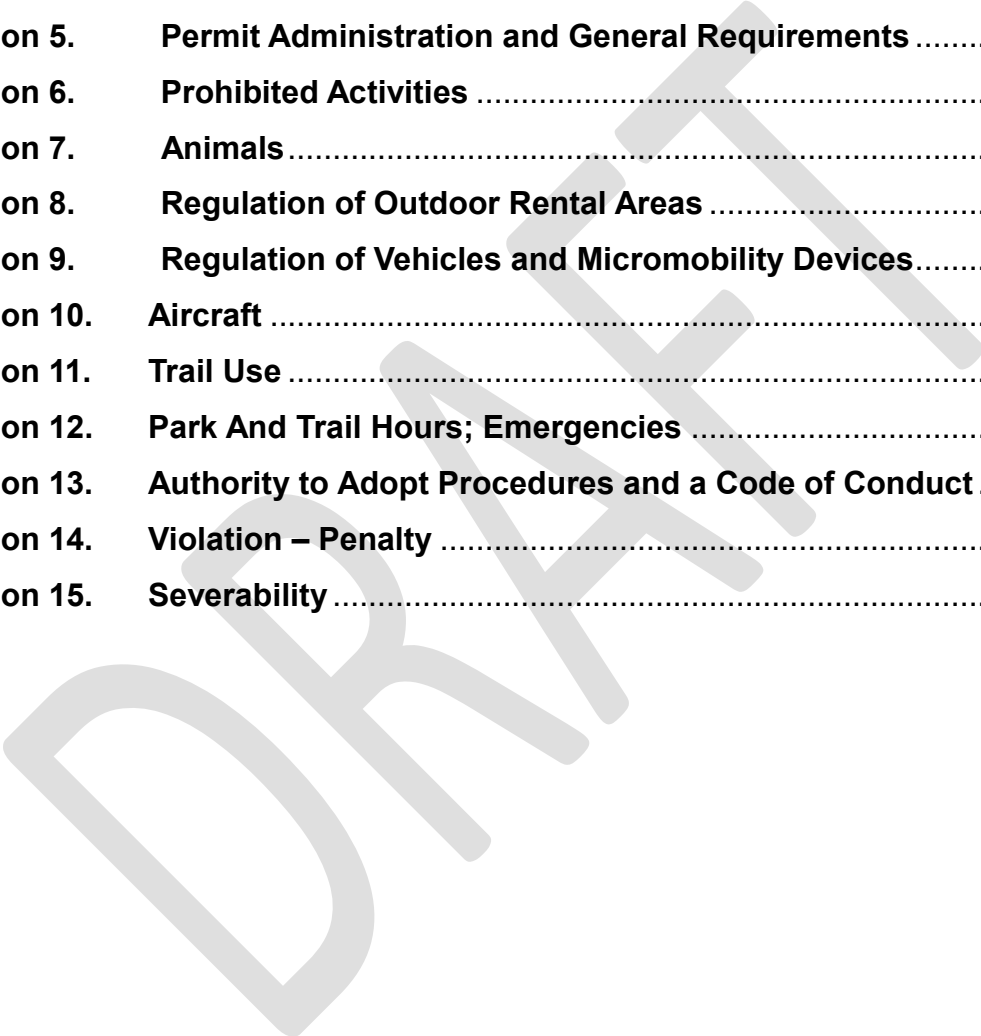 on 5. Permit Administration and General Requirements ........
on 6. Prohibited Activities ........................................................
on 7. Animals ..............................................................................
on 8. Regulation of Outdoor Rental Areas ..............................
on 9. Regulation of Vehicles and Micromobility Devices ........
on 10. Aircraft ................................................................................
on 11. Trail Use ..............................................................................
on 12. Park And Trail Hours; Emergencies ..................................
on 13. Authority to Adopt Procedures and a Code of Conduct .
on 14. Violation – Penalty ..............................................................
on 15. Severability ..........................................................................
DRAFT